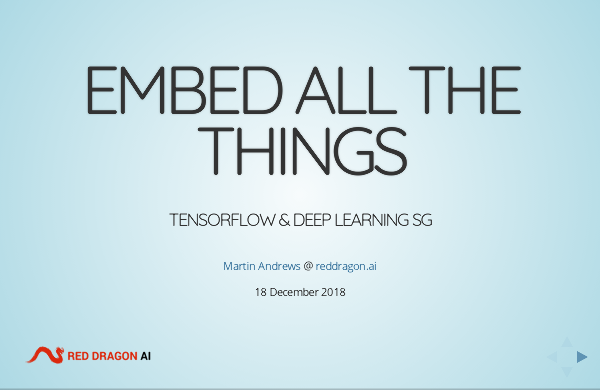 EMBED ALL THE
THINGS
TENSORFLOW & DEEP LEARNING SG
Martin Andrews @ reddragon.ai
18 December 2018
RED DRAGON AI